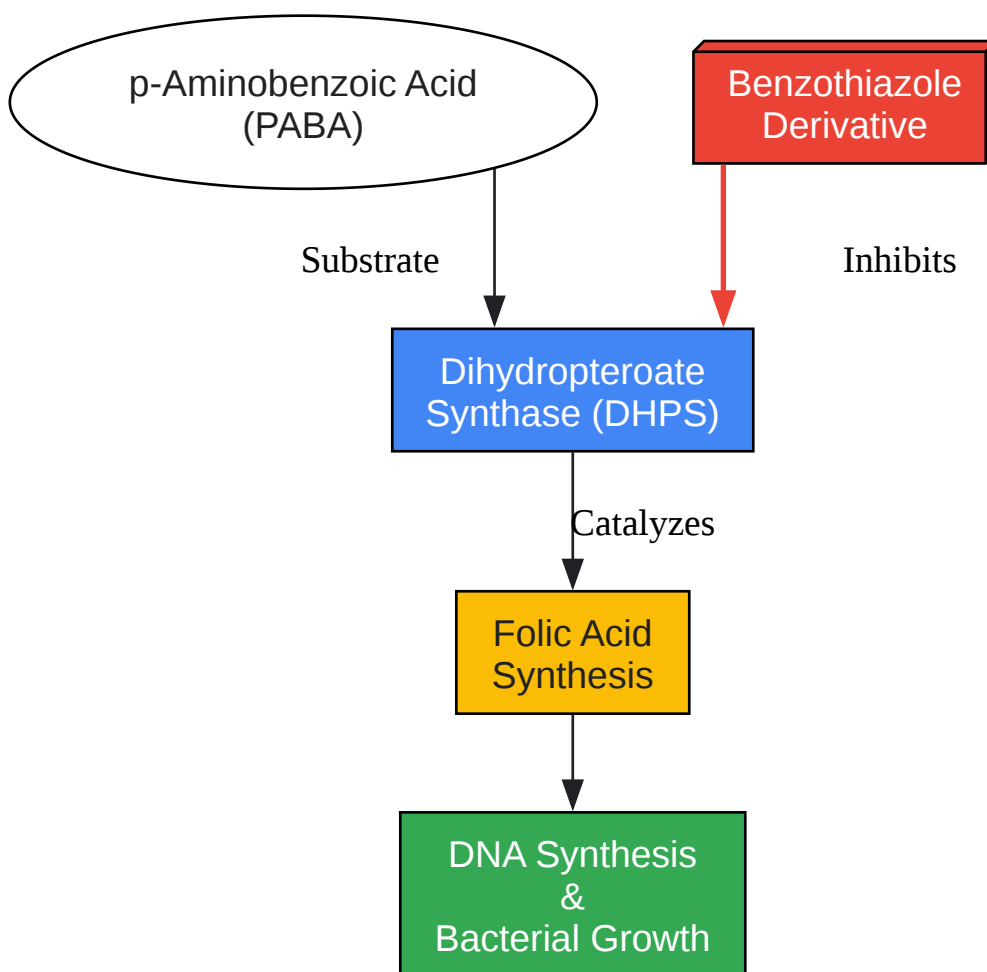 p-Aminobenzoic Acid
(PABA)
Benzothiazole
Derivative
Substrate
Inhibits
Dihydropteroate
Synthase (DHPS)
Catalyzes
Folic Acid
Synthesis
DNA Synthesis
&
Bacterial Growth